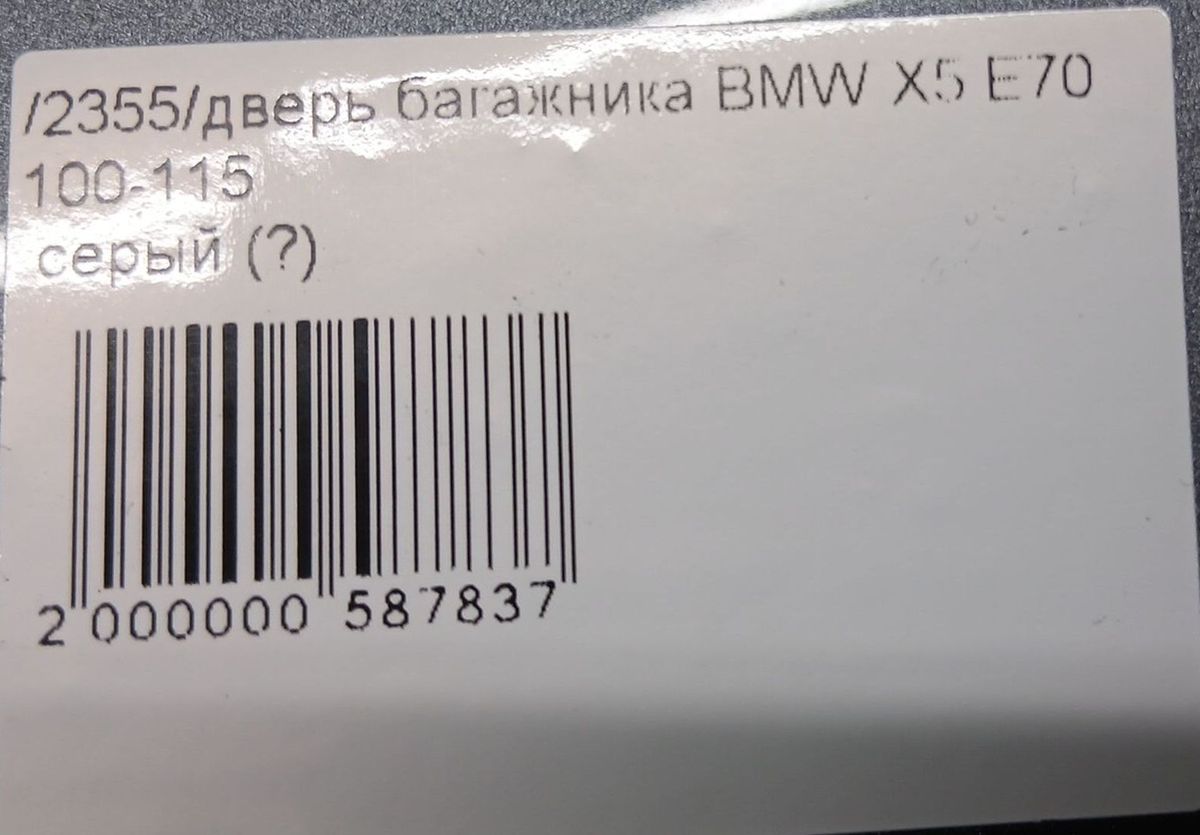 /2355/дверь багажника BMW X5 E70
100-115
серый (?)
2 000000 587837